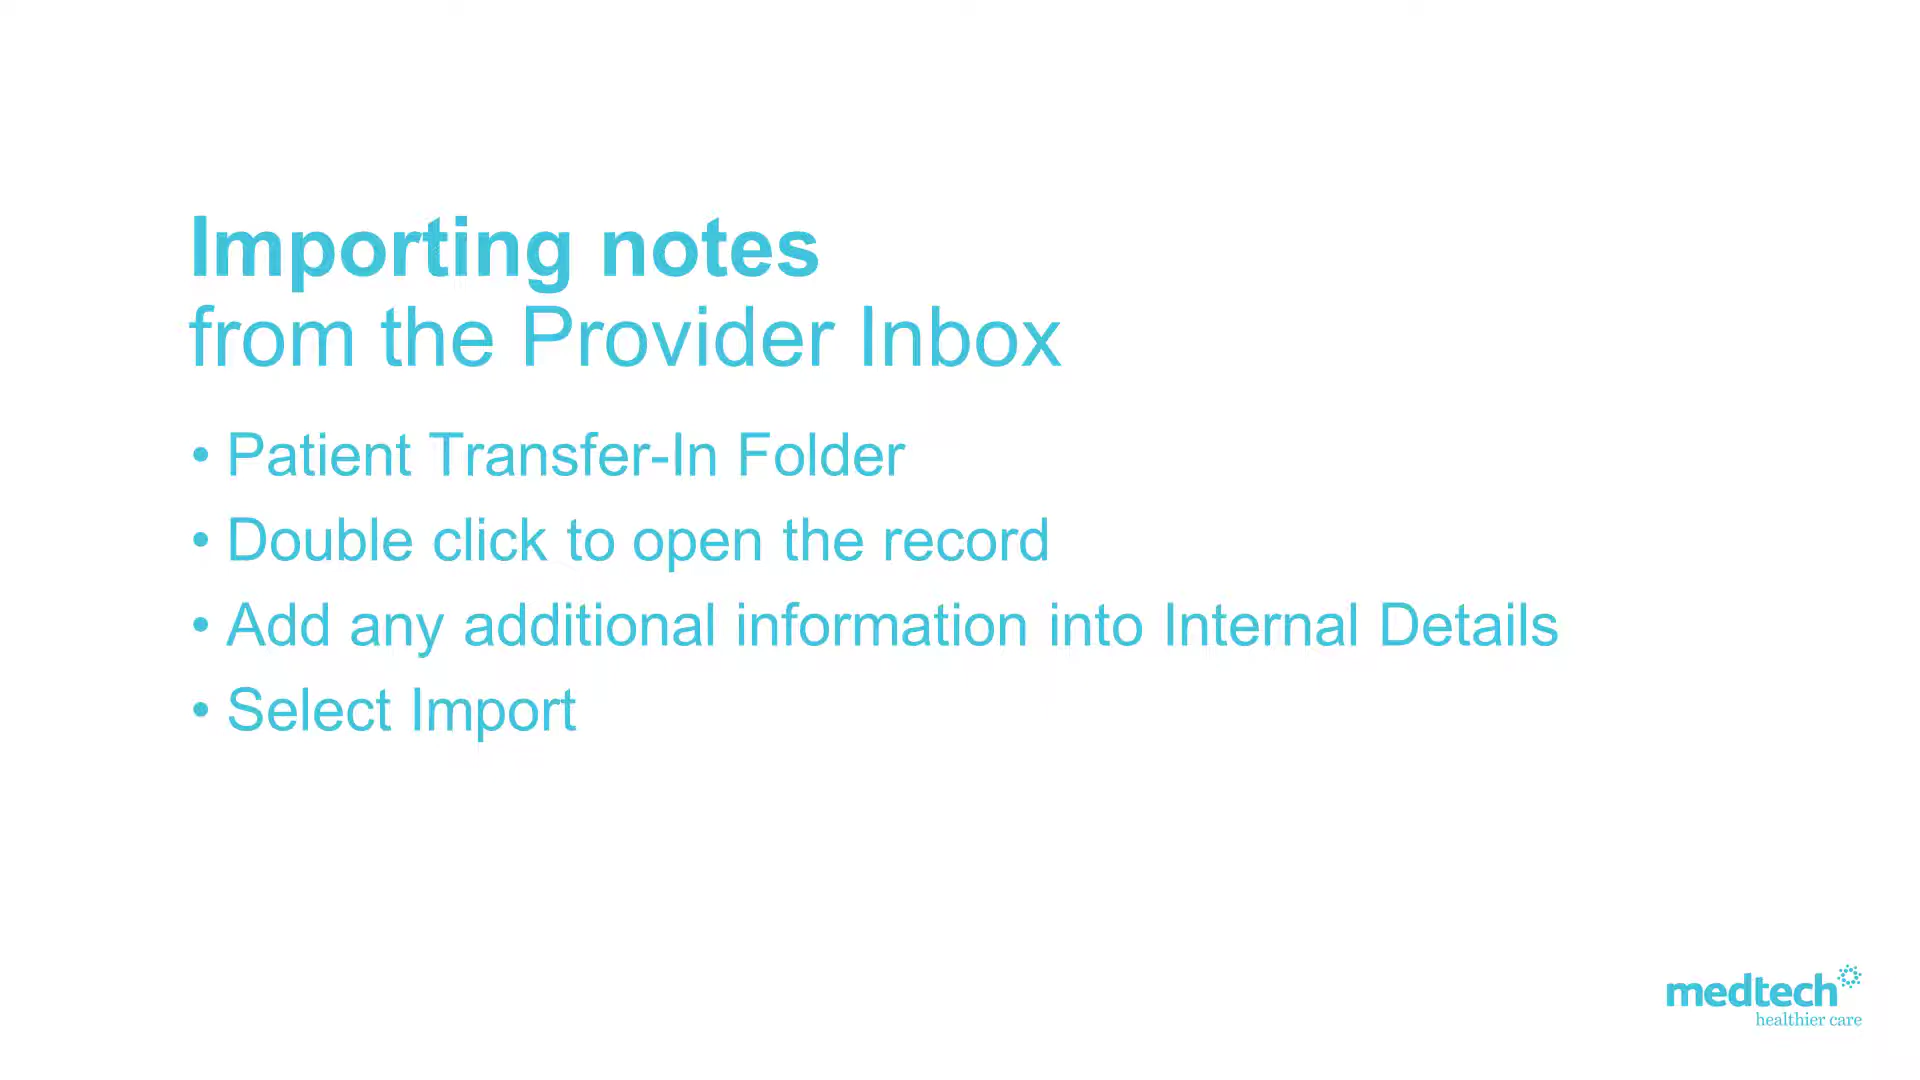 Importing notes
from the Provider Inbox
• Patient Transfer-In Folder
• Double click to open the record
• Add any additional information into Internal Details
• Select Import
medtech
healthier care